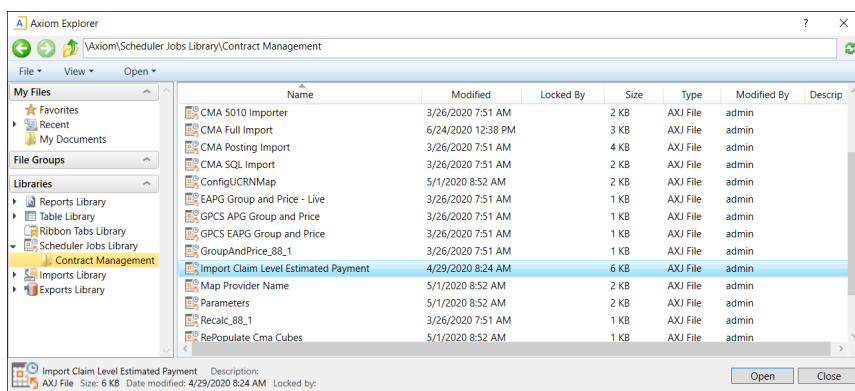 Axiom Explorer
\Axiom\Scheduler Jobs Library\Contract Management
File View Open
My Files
Favorites
Recent
My Documents
File Groups
Libraries
Reports Library
Table Library
Ribbon Tabs Library
Scheduler Jobs Library
Contract Management
Imports Library
Exports Library
Name Modified Locked By Size Type Modified By Descrip
CMA 5010 Importer 3/26/2020 7:51 AM 2 KB AXJ File admin
CMA Full Import 6/24/2020 12:38 PM 3 KB AXJ File admin
CMA Posting Import 3/26/2020 7:51 AM 4 KB AXJ File admin
CMA SQL Import 3/26/2020 7:51 AM 2 KB AXJ File admin
ConfigUCRNMap 5/1/2020 8:52 AM 2 KB AXJ File admin
EAPG Group and Price - Live 3/26/2020 7:51 AM 1 KB AXJ File admin
GPCS APG Group and Price 3/26/2020 7:51 AM 1 KB AXJ File admin
GPCS EAPG Group and Price 3/26/2020 7:51 AM 1 KB AXJ File admin
GroupAndPrice_88_1 3/26/2020 7:51 AM 1 KB AXJ File admin
Import Claim Level Estimated Payment 4/29/2020 8:24 AM 6 KB AXJ File admin
Map Provider Name 5/1/2020 8:52 AM 2 KB AXJ File admin
Parameters 5/1/2020 8:52 AM 2 KB AXJ File admin
Recalc_88_1 3/26/2020 7:51 AM 1 KB AXJ File admin
RePopulate Cma Cubes 5/1/2020 8:52 AM 1 KB AXJ File admin
Import Claim Level Estimated Payment Description:
AXJ File Size: 6 KB Date modified: 4/29/2020 8:24 AM Locked by:
Open Close